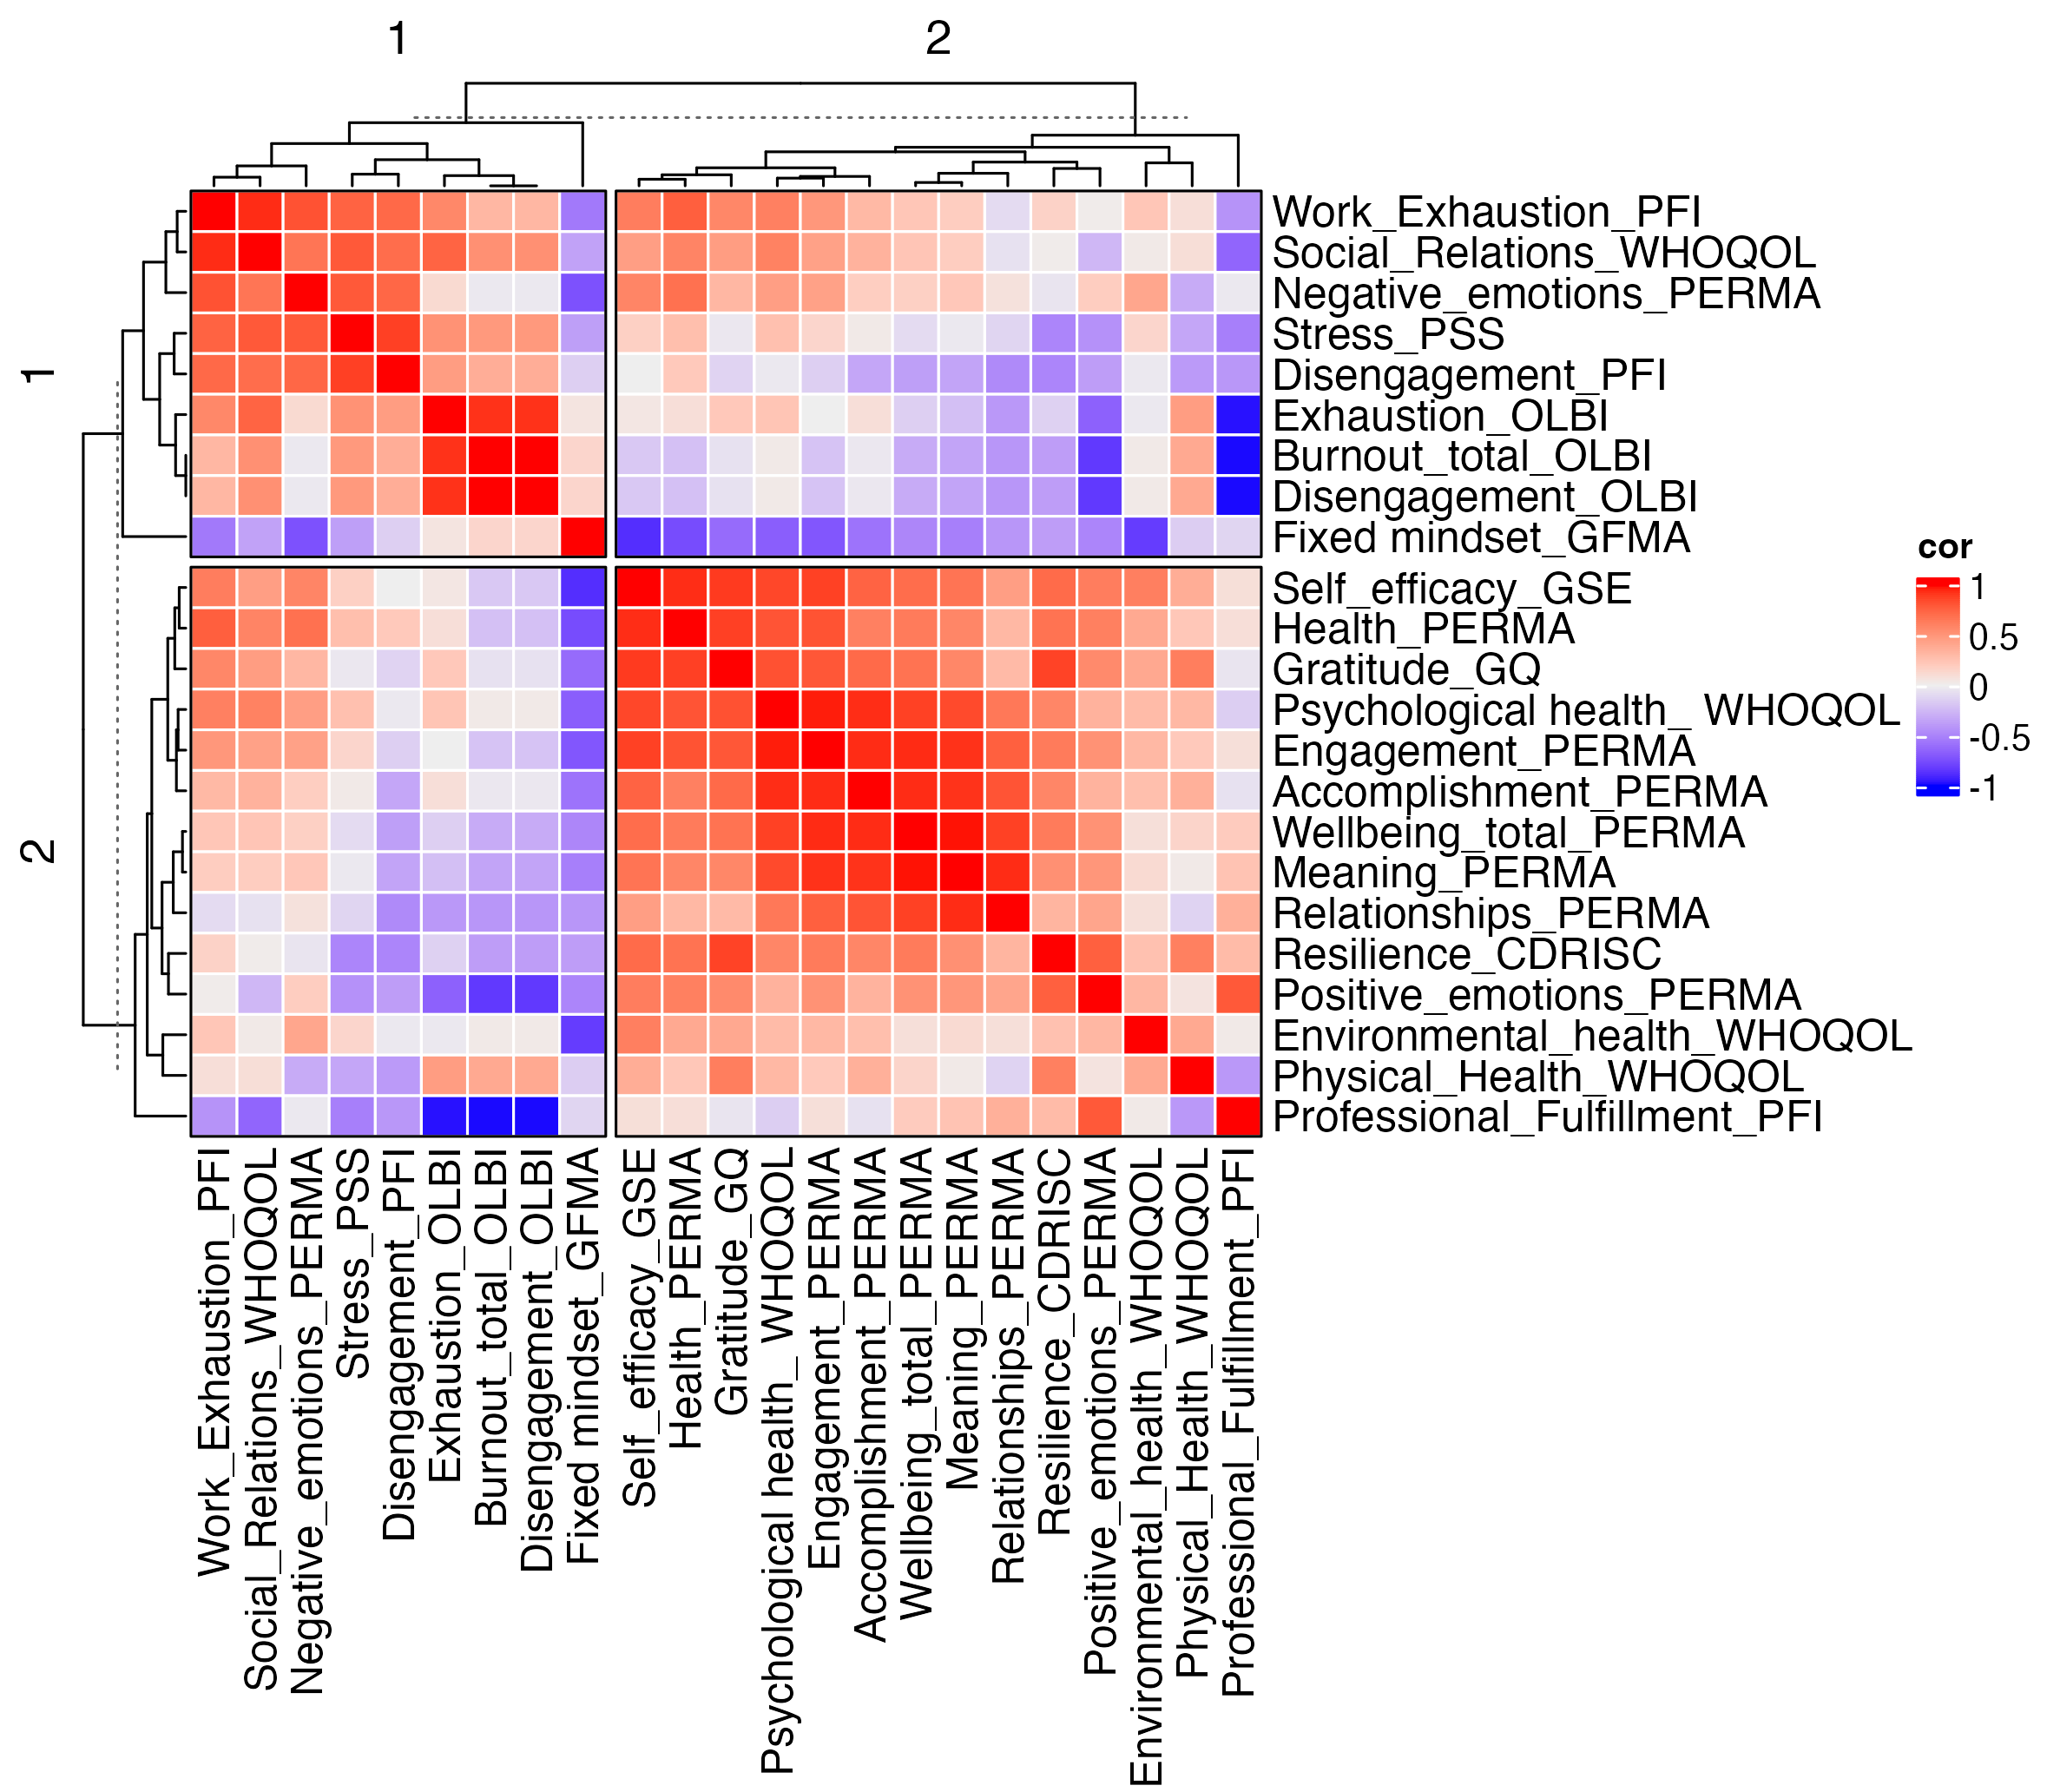 1
2
1
2
Work_Exhaustion_PFI
Social_Relations_WHOQOL
Negative_emotions_PERMA
Stress_PSS
Disengagement_PFI
Exhaustion_OLBI
Burnout_total_OLBI
Disengagement_OLBI
Fixed mindset_GFMA
Self_efficacy_GSE
Health_PERMA
Gratitude_GQ
Psychological health_ WHOQOL
Engagement_PERMA
Accomplishment_PERMA
Wellbeing_total_PERMA
Meaning_PERMA
Relationships_PERMA
Resilience_CDRISC
Positive_emotions_PERMA
Environmental_health_WHOQOL
Physical_Health_WHOQOL
Professional_Fulfillment_PFI
cor
1
0.5
0
-0.5
-1
Work_Exhaustion_PFI
Social_Relations_WHOQOL
Negative_emotions_PERMA
Stress_PSS
Disengagement_PFI
Exhaustion_OLBI
Burnout_total_OLBI
Disengagement_OLBI
Fixed mindset_GFMA
Self_efficacy_GSE
Health_PERMA
Gratitude_GQ
Psychological health_ WHOQOL
Engagement_PERMA
Accomplishment_PERMA
Wellbeing_total_PERMA
Meaning_PERMA
Relationships_PERMA
Resilience_CDRISC
Positive_emotions_PERMA
Environmental_health_WHOQOL
Physical_Health_WHOQOL
Professional_Fulfillment_PFI